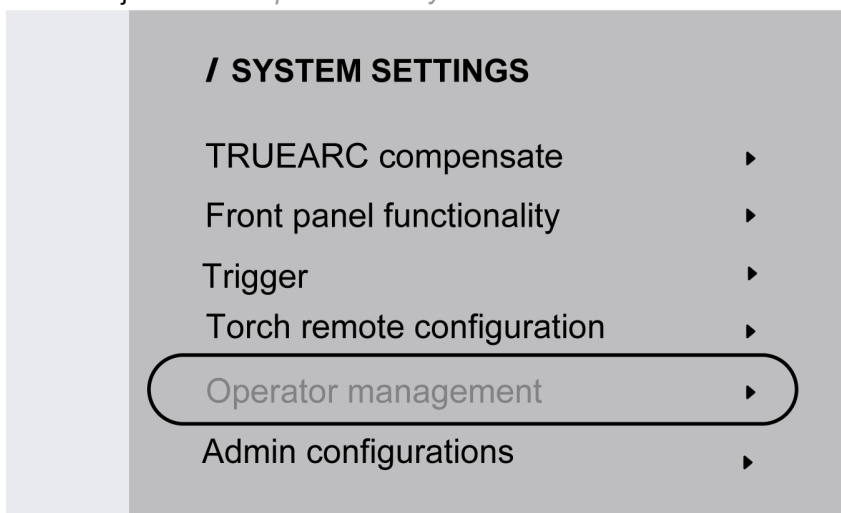 / SYSTEM SETTINGS
TRUEARC compensate
Front panel functionality
Trigger
Torch remote configuration
Operator management
Admin configurations